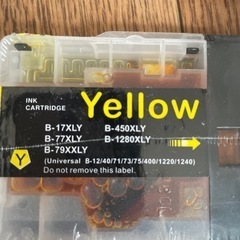 INK
CARTRIDGE
Yellow
B-17XLY B-450XLY
B-77XLY B-1280XLY
B-79XXLY
(Universal B-12/40/71/73/75/400/1220/1240)
Do not remove this label.
Y